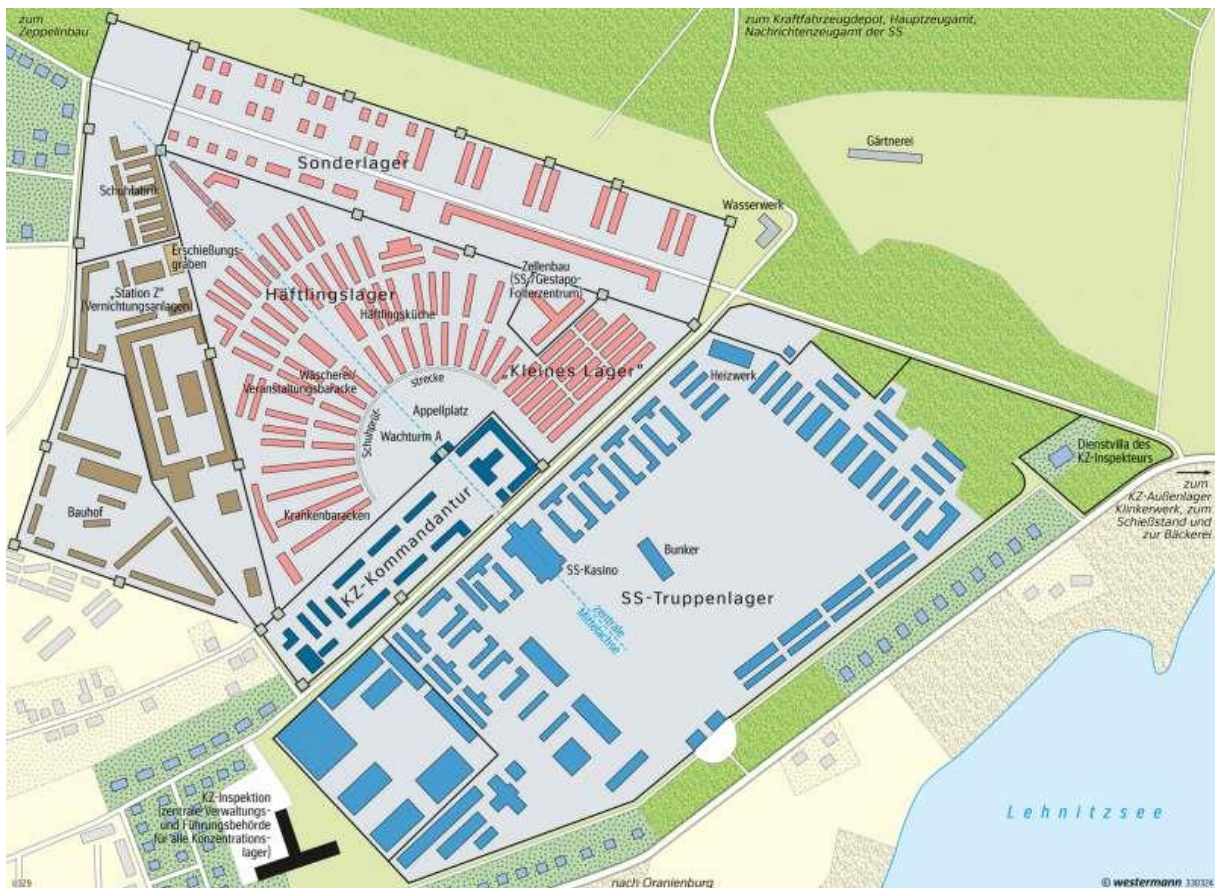 zum
Zeppelinbau
zum Kraftfahrzeugdepot, Hauptzeugamt,
Nachrichtenzeugamt der SS
Gärtnerei
Sonderlager
Schuhfabrik
Wasserwerk
Erschießungs-
graben
Zellenbau
(SS-/Gestapo-
Folterzentrum)
„Station Z"
(Vernichtungsanlagen)
Häftlingslager
Häftlingsküche
Heizwerk
Wäscherei/
Veranstaltungsbaracke
„Kleines Lager"
strecke
Schuhprüf-
Appellplatz
Wachturm A
Dienstvilla des
KZ-Inspekteurs
zum
KZ-Außenlager
Klinkerwerk, zum
Schießstand und
zur Bäckerei
Bauhof
Krankenbaracken
KZ-Kommandantur
Bunker
SS-Kasino
SS-Truppenlager
zentrale
Mittelachse
KZ-Inspektion
(zentrale Verwaltungs-
und Führungsbehörde
für alle Konzentrations-
lager)
Lehnitzsee
nach Oranienburg
© westermann